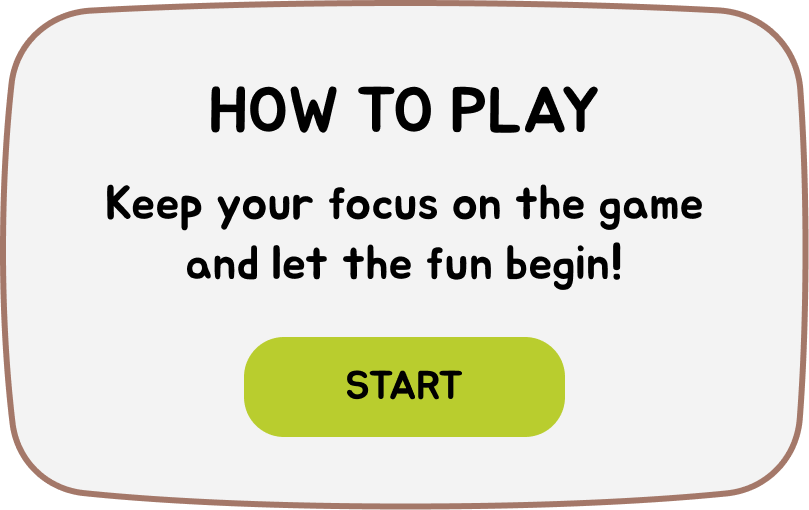 HOW TO PLAY
Keep your focus on the game
and let the fun begin!
START